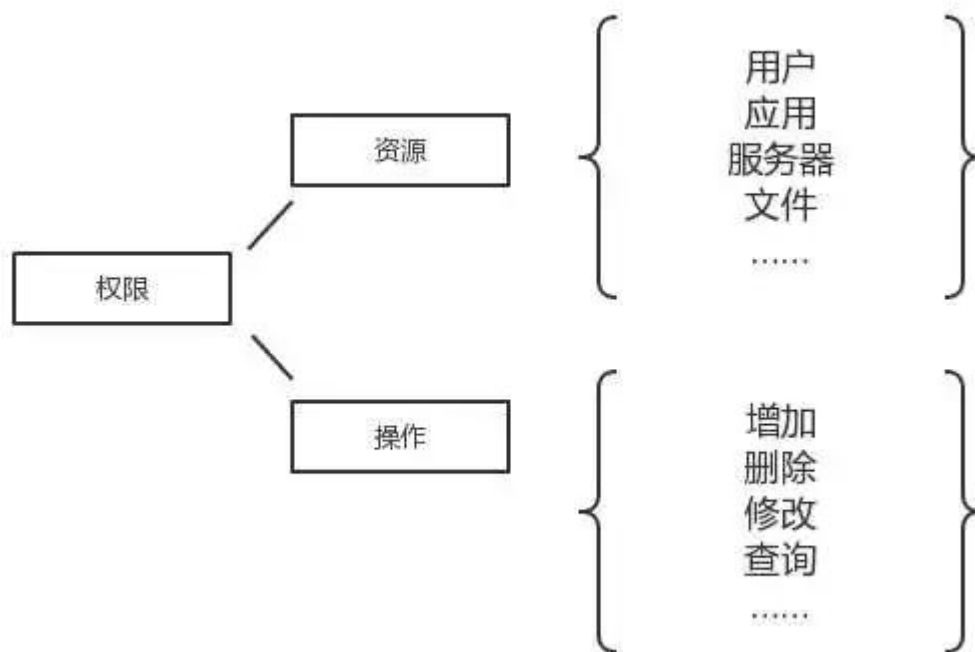 权限
资源
用户
应用
服务器
文件
……
操作
增加
删除
修改
查询
……